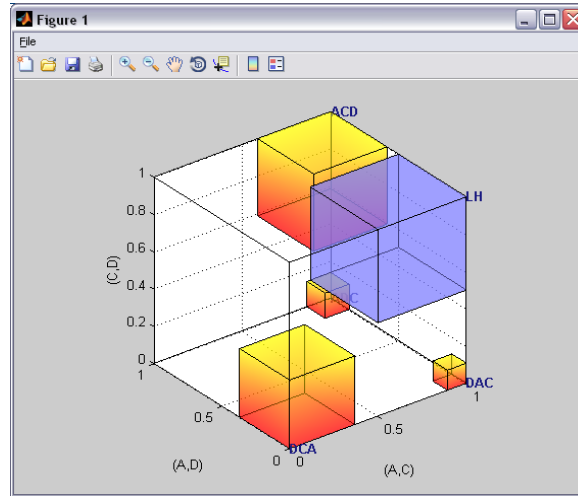 Figure 1
File
ACD
1
LH
0.8
0.6
(C,D)
0.4
0.2
0
DAC
1
1
0.5
0.5
DCA
0
0
(A,D)
(A,C)